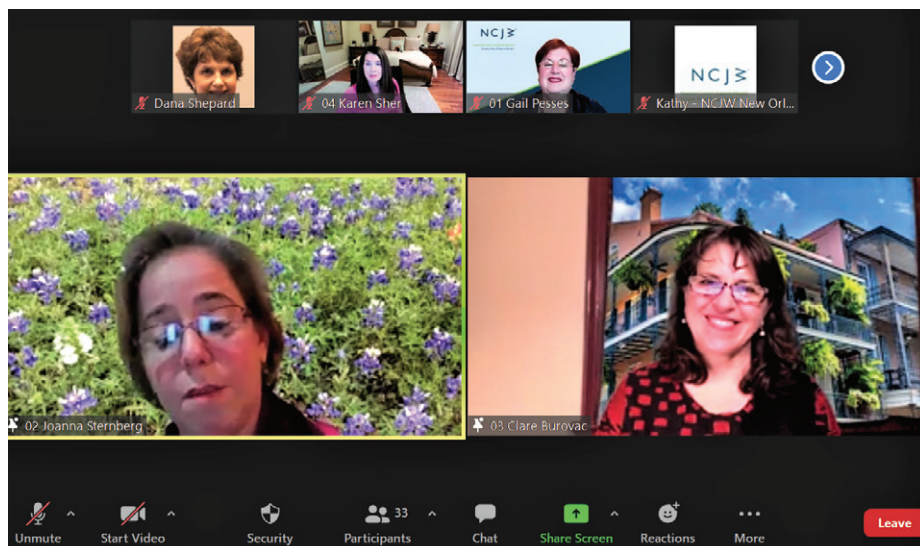 NCJW
NCJW
Dana Shepard
04 Karen Sher
01 Gail Pesses
Kathy - NCJW New Orl...
02 Joanna Sternberg
03 Clare Burovac
33
Unmute
Start Video
Security
Participants
Chat
Share Screen
Reactions
More
Leave